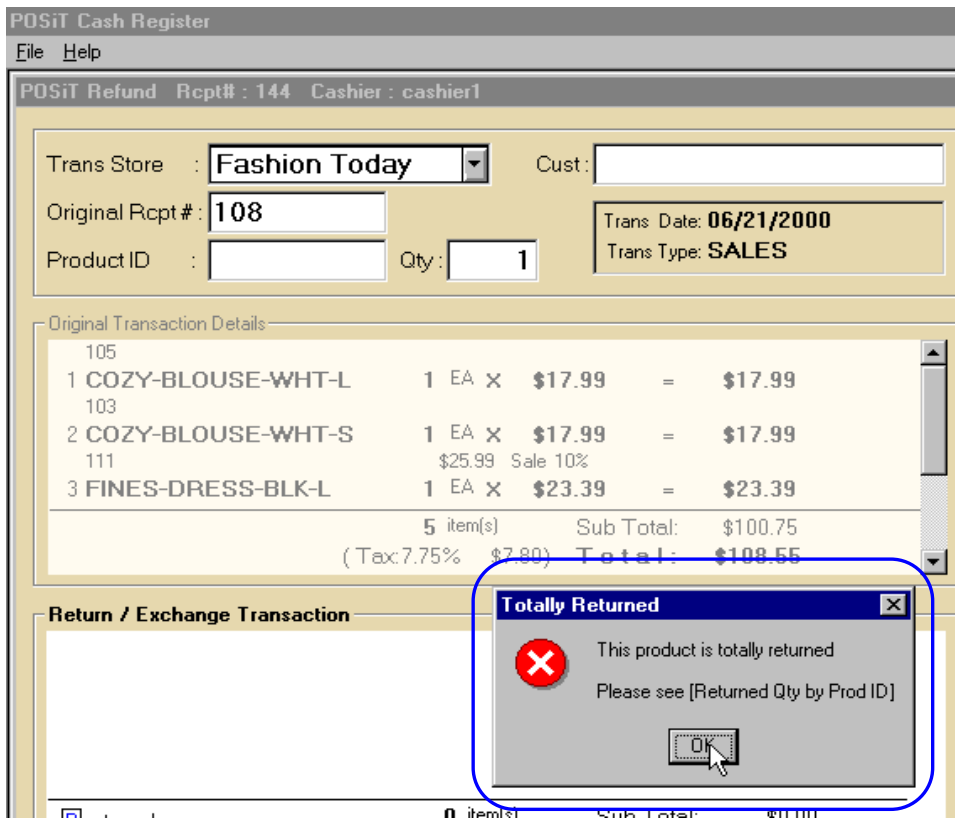 POSiT Cash Register
File Help
POSiT Refund Rcpt# : 144 Cashier : cashier1
Trans Store : Fashion Today Cust :
Original Rcpt # : 108
Trans Date: 06/21/2000
Product ID : Qty : 1
Trans Type: SALES
Original Transaction Details
105
1 COZY-BLOUSE-WHT-L 1 EA X $17.99 = $17.99
103
2 COZY-BLOUSE-WHT-S 1 EA X $17.99 = $17.99
111 $25.99 Sale 10%
3 FINES-DRESS-BLK-L 1 EA X $23.39 = $23.39
5 item(s) Sub Total: $100.75
( Tax:7.75% $7.80) Total: $108.55
Return / Exchange Transaction
Totally Returned
This product is totally returned
Please see [Returned Qty by Prod ID]
OK
0 item(s) Sub Total: $0.00